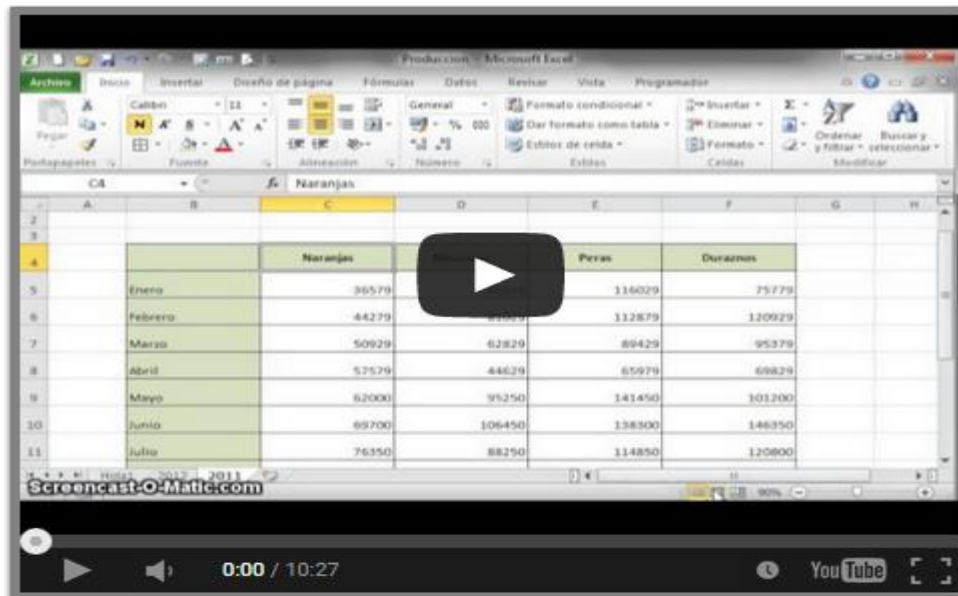 Produccion - Microsoft Excel
Archivo Inicio Insertar Diseño de página Fórmulas Datos Revisar Vista Programador
Calibri 11 General Formato condicional Insertar Σ
Pegar N K S A A % 000 Dar formato como tabla Eliminar Ordenar y filtrar Buscar y seleccionar
Estilos de celda Formato
Portapapeles Fuente Alineación Número Estilos Celdas Modificar
C4 fx Naranjas
A B C D E F G H
2
3
4 Naranjas Peras Duraznos
5 Enero 36579 116029 75779
6 Febrero 44279 112879 120929
7 Marzo 50929 62829 89429 95379
8 Abril 57579 44629 65979 69829
9 Mayo 62000 95250 141450 101200
10 Junio 69700 106450 138300 146350
11 Julio 76350 88250 114850 120800
Hoja1 2012 2011
Screencast-O-Matic.com 90%
0:00 / 10:27 YouTube